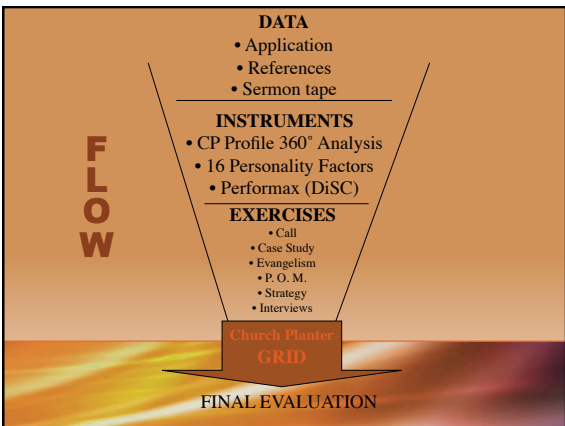 DATA
• Application
• References
• Sermon tape
INSTRUMENTS
• CP Profile 360° Analysis
• 16 Personality Factors
• Performax (DiSC)
EXERCISES
• Call
• Case Study
• Evangelism
• P. O. M.
• Strategy
• Interviews
Church Planter
GRID
FINAL EVALUATION
F
L
O
W